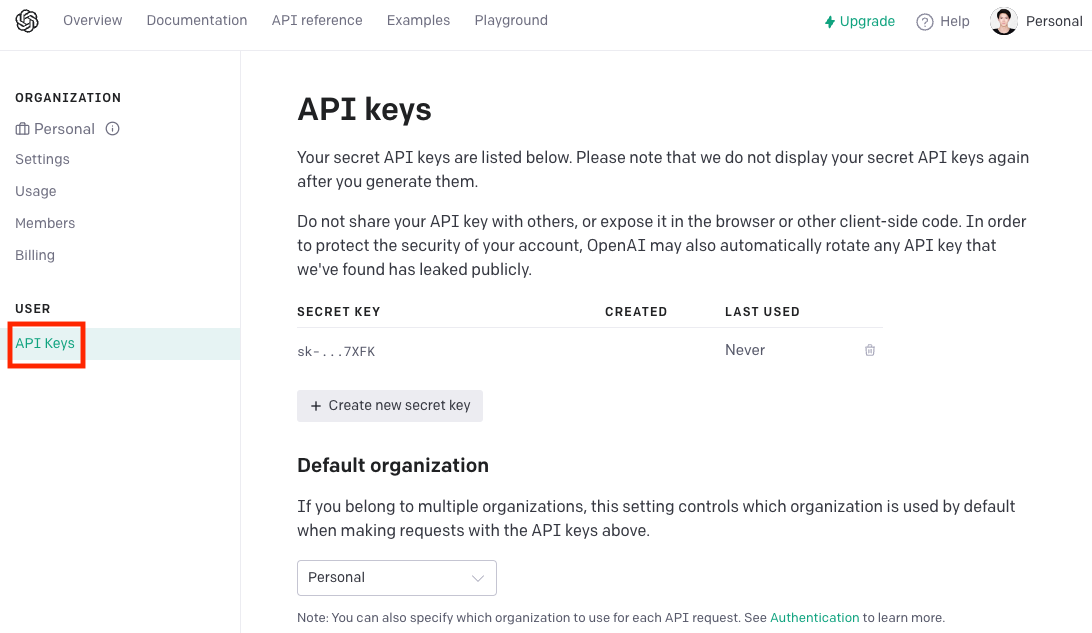 Overview Documentation API reference Examples Playground Upgrade Help Personal
ORGANIZATION
Personal
Settings
Usage
Members
Billing
USER
API Keys
API keys
Your secret API keys are listed below. Please note that we do not display your secret API keys again
after you generate them.
Do not share your API key with others, or expose it in the browser or other client-side code. In order
to protect the security of your account, OpenAI may also automatically rotate any API key that
we've found has leaked publicly.
SECRET KEY CREATED LAST USED
sk-...7XFK Never
+ Create new secret key
Default organization
If you belong to multiple organizations, this setting controls which organization is used by default
when making requests with the API keys above.
Personal
Note: You can also specify which organization to use for each API request. See Authentication to learn more.